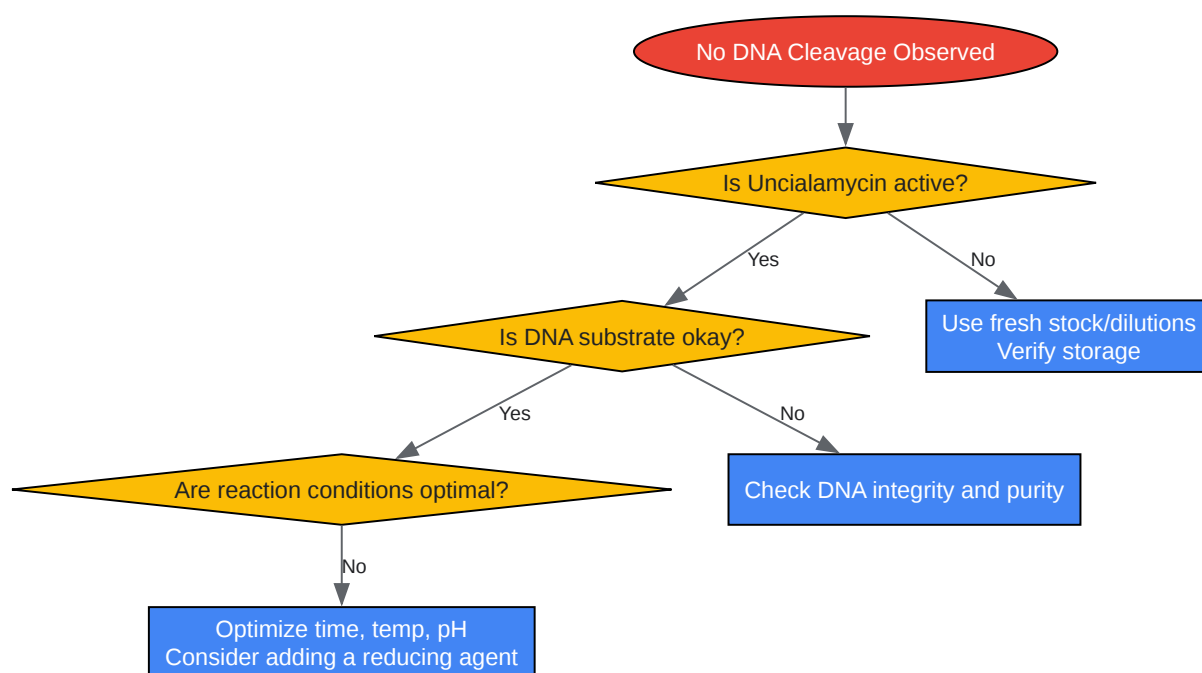 No DNA Cleavage Observed
Is Uncialamycin active?
Yes
No
Is DNA substrate okay?
Use fresh stock/dilutions
Verify storage
Yes
No
Are reaction conditions optimal?
Check DNA integrity and purity
No
Optimize time, temp, pH
Consider adding a reducing agent